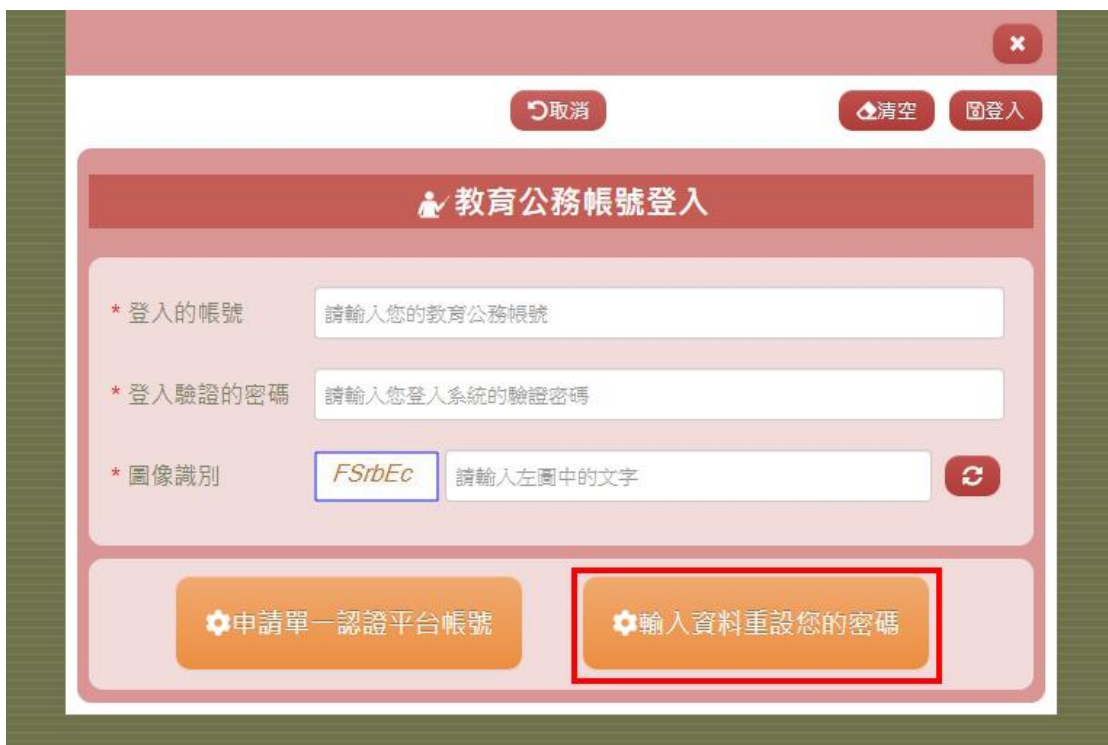 取消
清空
登入
教育公務帳號登入
* 登入的帳號
請輸入您的教育公務帳號
* 登入驗證的密碼
請輸入您登入系統的驗證密碼
* 圖像識別
FSrbEc
請輸入左圖中的文字
申請單一認證平台帳號
輸入資料重設您的密碼